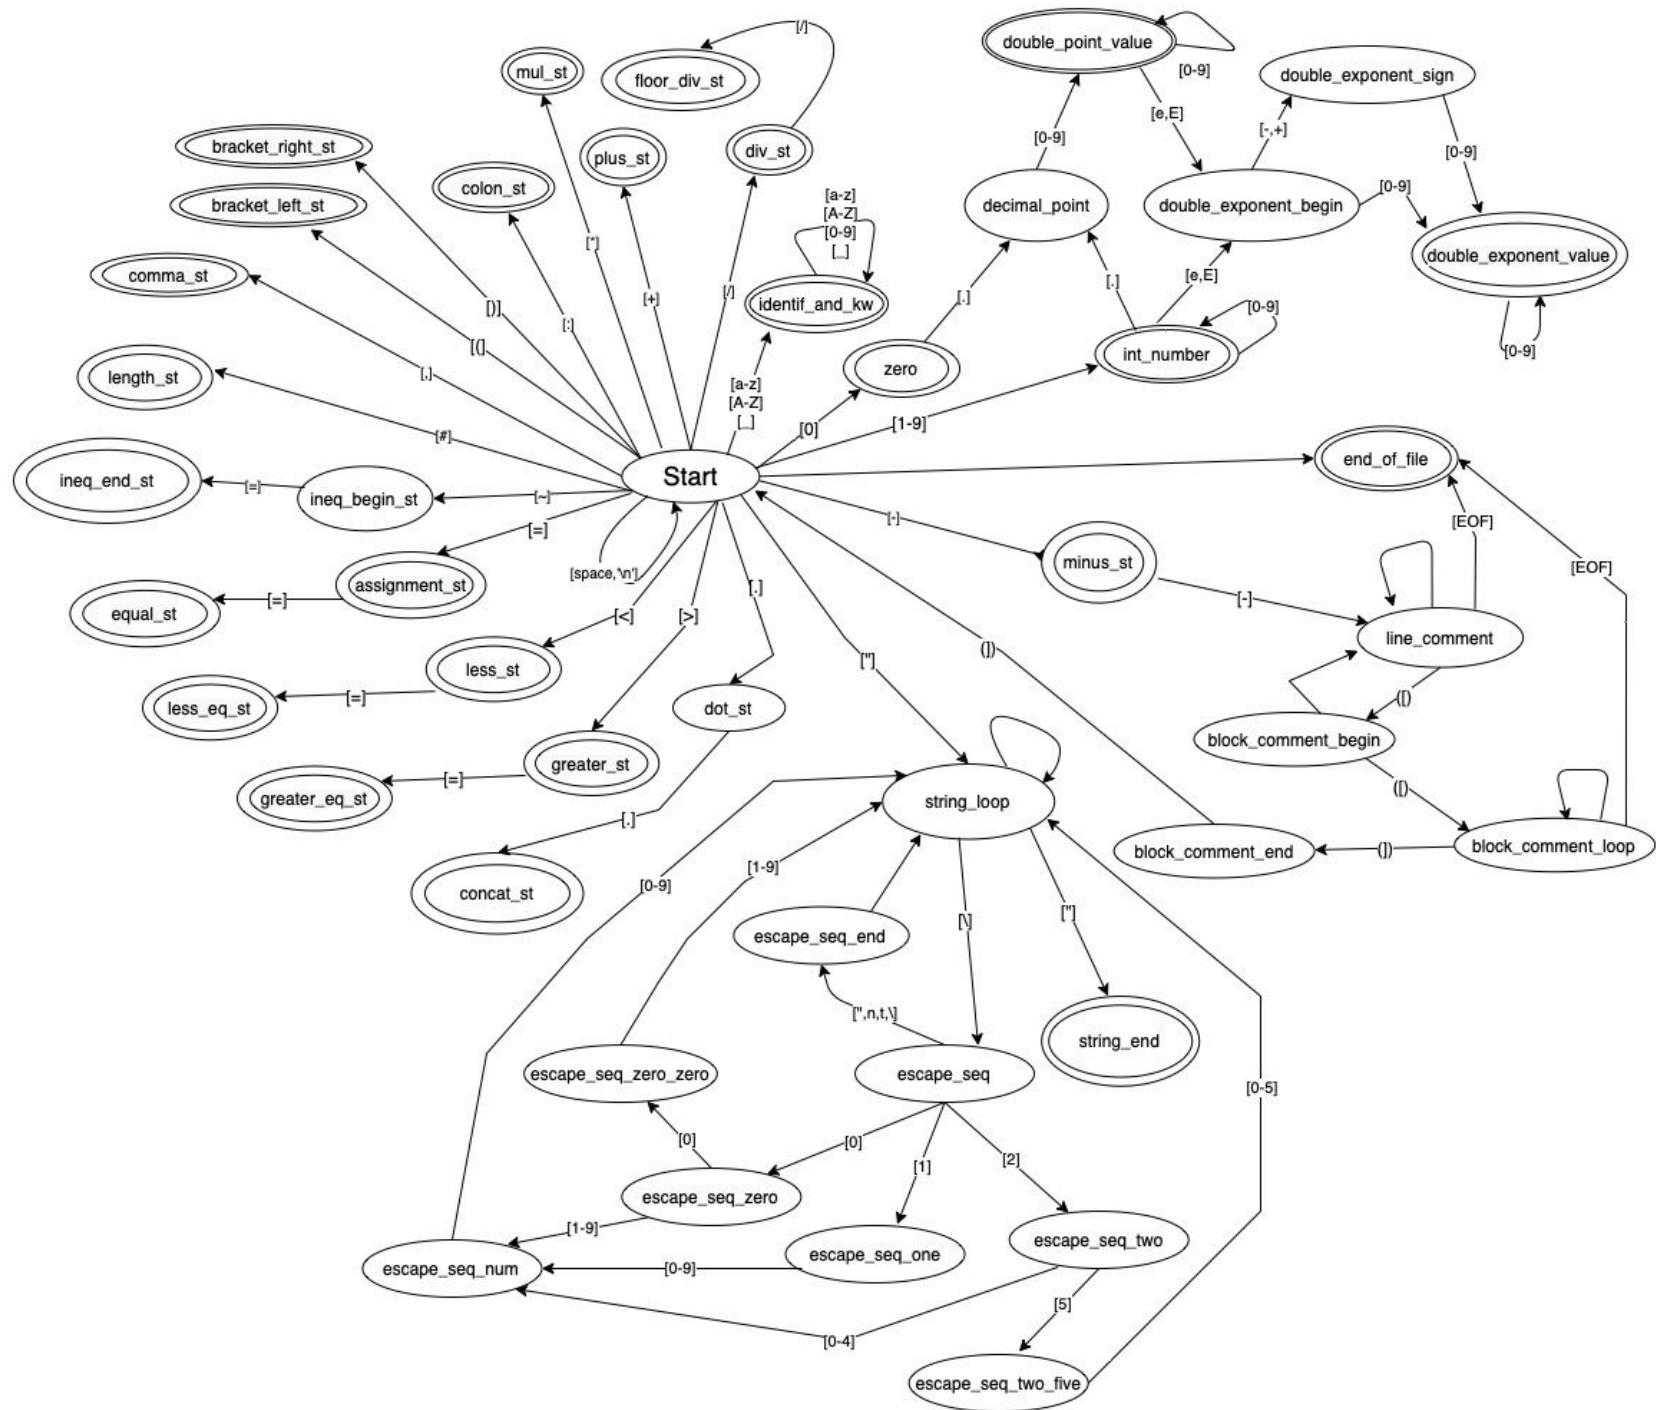 [/]
double_point_value
mul_st
floor_div_st
[0-9]
double_exponent_sign
[e,E]
[-,+]
bracket_right_st
plus_st
div_st
[0-9]
[0-9]
colon_st
[a-z]
[A-Z]
[0-9]
[_]
bracket_left_st
decimal_point
double_exponent_begin
[0-9]
[*]
comma_st
double_exponent_value
[)]
[+]
[/]
identif_and_kw
[.]
[.]
[e,E]
[0-9]
[:]
[(]
[0-9]
length_st
[,]
zero
int_number
[a-z]
[A-Z]
[_]
[#]
[0]
[1-9]
end_of_file
ineq_end_st
[=]
ineq_begin_st
[~]
Start
[=]
[-]
[EOF]
[space,'\n']
minus_st
[EOF]
assignment_st
equal_st
[=]
[.]
[-]
[<]
[>]
line_comment
["]
(])
less_st
less_eq_st
[=]
dot_st
([)
block_comment_begin
greater_st
greater_eq_st
[=]
([)
string_loop
[.]
block_comment_end
(])
block_comment_loop
[1-9]
[0-9]
concat_st
escape_seq_end
[\]
["]
[",n,t,\]
string_end
escape_seq_zero_zero
escape_seq
[0-5]
[0]
[0]
[1]
[2]
escape_seq_zero
[1-9]
escape_seq_two
escape_seq_one
escape_seq_num
[0-9]
[5]
[0-4]
escape_seq_two_five